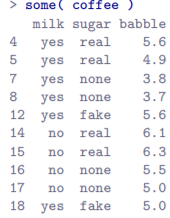 > some( coffee )
milk sugar babble
4 yes real 5.6
5 yes real 4.9
7 yes none 3.8
8 yes none 3.7
12 yes fake 5.6
14 no real 6.1
15 no real 6.3
16 no none 5.5
17 no none 5.0
18 yes fake 5.0